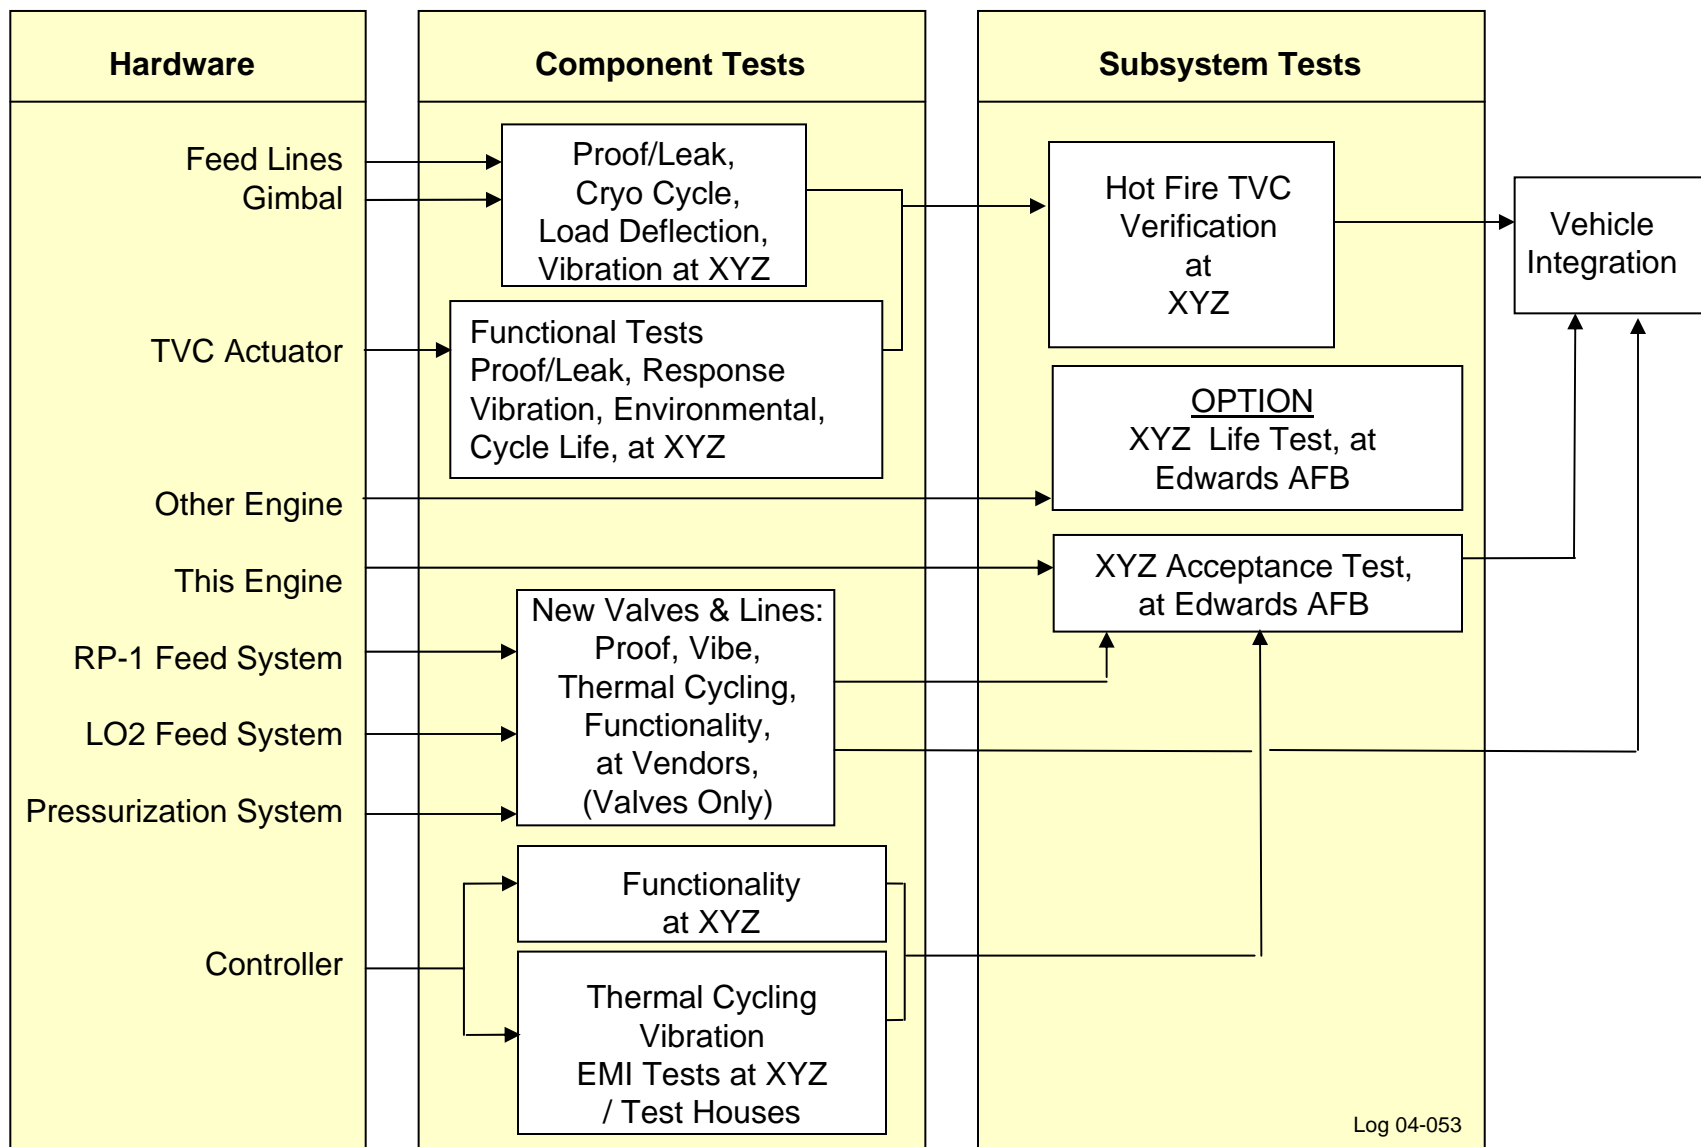 Hardware
Component Tests
Subsystem Tests
Feed Lines
Gimbal
TVC Actuator
Other Engine
This Engine
RP-1 Feed System
LO2 Feed System
Pressurization System
Controller
Proof/Leak,
Cryo Cycle,
Load Deflection,
Vibration at XYZ
Functional Tests
Proof/Leak, Response
Vibration, Environmental,
Cycle Life, at XYZ
New Valves & Lines:
Proof, Vibe,
Thermal Cycling,
Functionality,
at Vendors,
(Valves Only)
Functionality
at XYZ
Thermal Cycling
Vibration
EMI Tests at XYZ
/ Test Houses
Hot Fire TVC
Verification
at
XYZ
OPTION
XYZ Life Test, at
Edwards AFB
XYZ Acceptance Test,
at Edwards AFB
Vehicle
Integration
Log 04-053